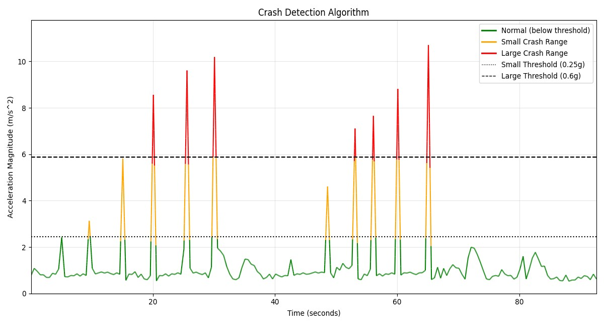 Crash Detection Algorithm
Normal (below threshold)
Small Crash Range
Large Crash Range
Small Threshold (0.25g)
Large Threshold (0.6g)
Acceleration Magnitude (m/s^2)
10
8
6
4
2
0
20
40
60
80
Time (seconds)